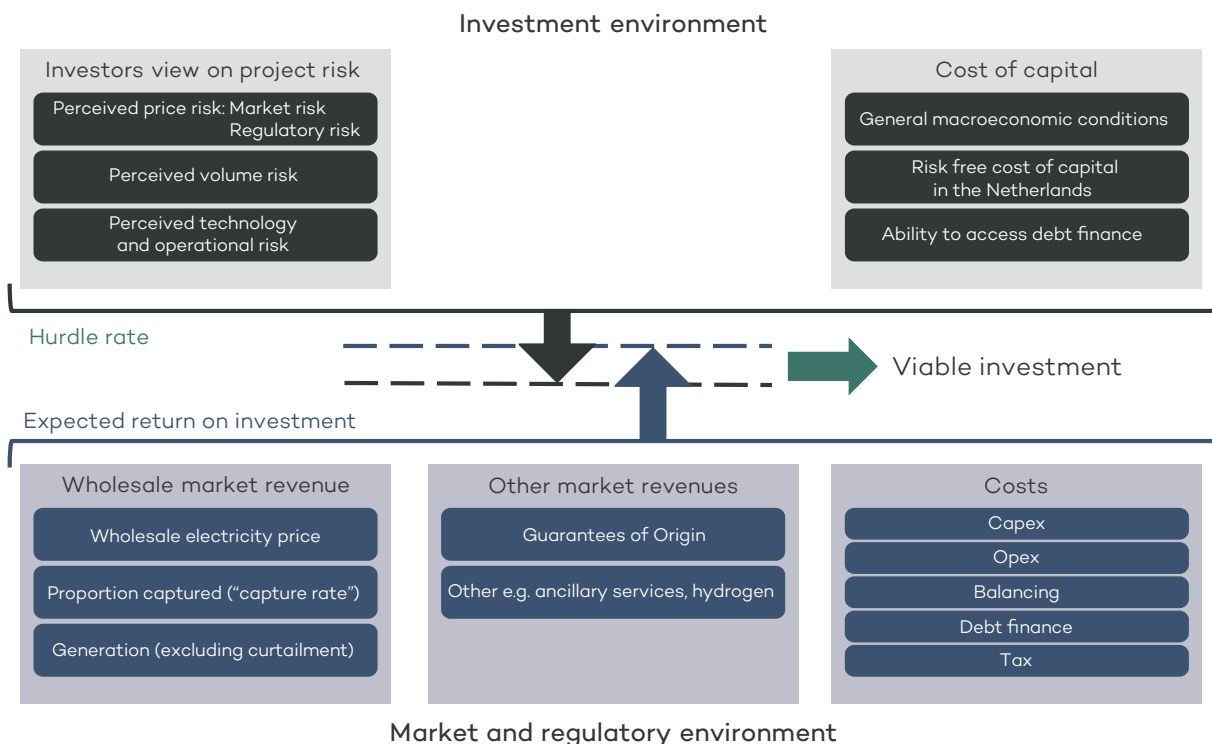 Investment environment
Investors view on project risk
Perceived price risk: Market risk
Regulatory risk
Perceived volume risk
Perceived technology
and operational risk
Cost of capital
General macroeconomic conditions
Risk free cost of capital
in the Netherlands
Ability to access debt finance
Hurdle rate
Viable investment
Expected return on investment
Wholesale market revenue
Wholesale electricity price
Proportion captured (“capture rate”)
Generation (excluding curtailment)
Other market revenues
Guarantees of Origin
Other e.g. ancillary services, hydrogen
Costs
Capex
Opex
Balancing
Debt finance
Tax
Market and regulatory environment